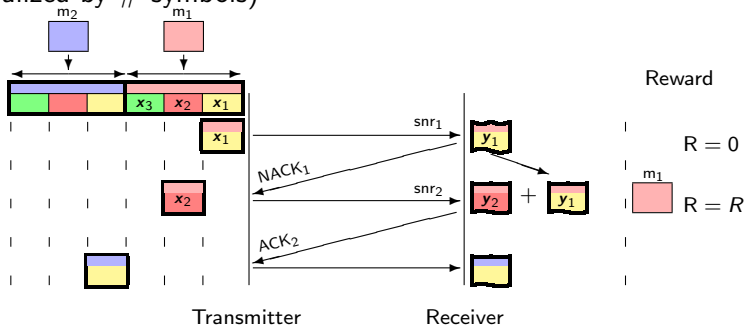 alized by # symbols)
m₂ m₁
Reward
x₃ x₂ x₁
x₁ snr₁ y₁ R = 0
NACK₁
m₁
x₂ snr₂ y₂ + y₁ R = R
ACK₂
Transmitter Receiver